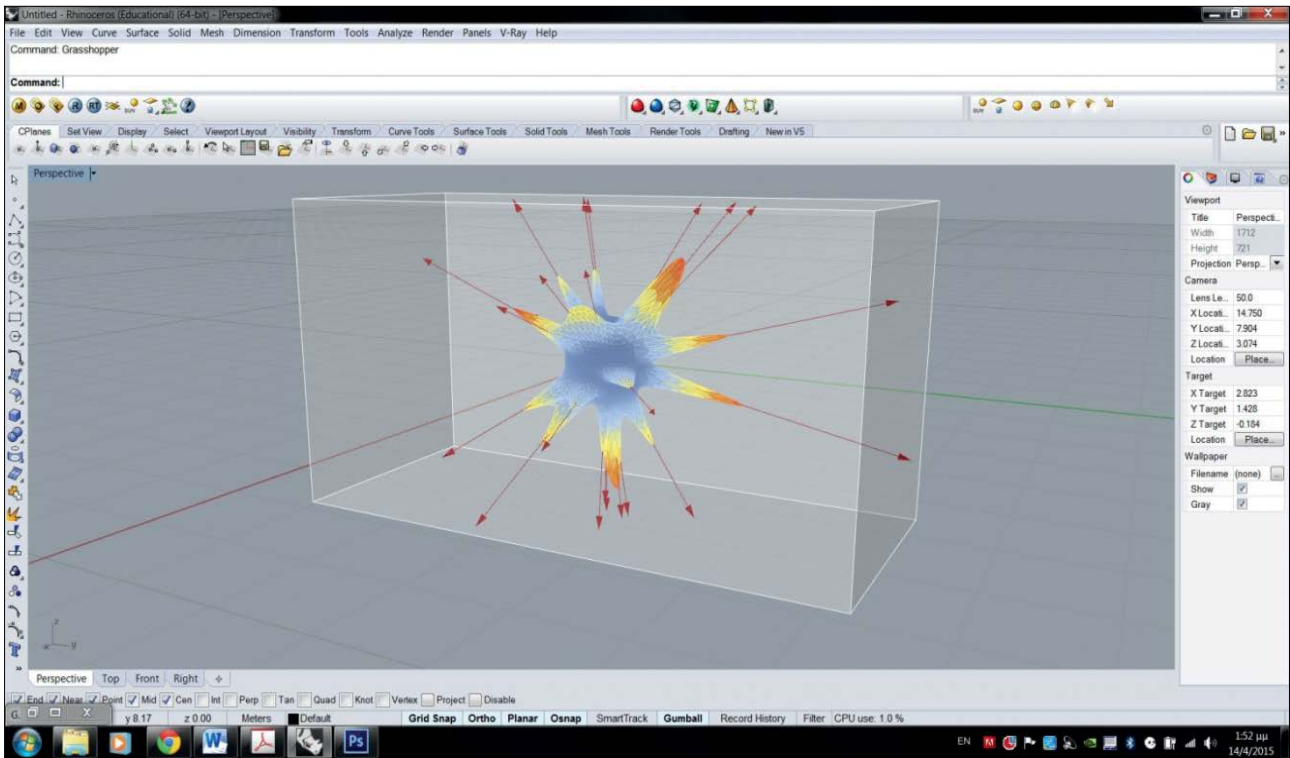 Untitled - Rhinoceros (Educational) (64-bit) - [Perspective]
File Edit View Curve Surface Solid Mesh Dimension Transform Tools Analyze Render Panels V-Ray Help
Command: Grasshopper
Command:
CPlanes Set View Display Select Viewport Layout Visibility Transform Curve Tools Surface Tools Solid Tools Mesh Tools Render Tools Drafting New in V5
Perspective
Viewport
Title Perspecti...
Width 1712
Height 721
Projection Persp...
Camera
Lens Le... 50.0
X Locati... 14.750
Y Locati... 7.904
Z Locati... 3.074
Location Place...
Target
X Target 2.823
Y Target 1.428
Z Target -0.184
Location Place...
Wallpaper
Filename (none) ...
Show
Gray
z
x y
Perspective Top Front Right
End Near Point Mid Cen Int Perp Tan Quad Knot Vertex Project Disable
G... y 8.17 z 0.00 Meters Default Grid Snap Ortho Planar Osnap SmartTrack Gumball Record History Filter CPU use: 1.0 %
W Ps EN 1:52 μμ
14/4/2015